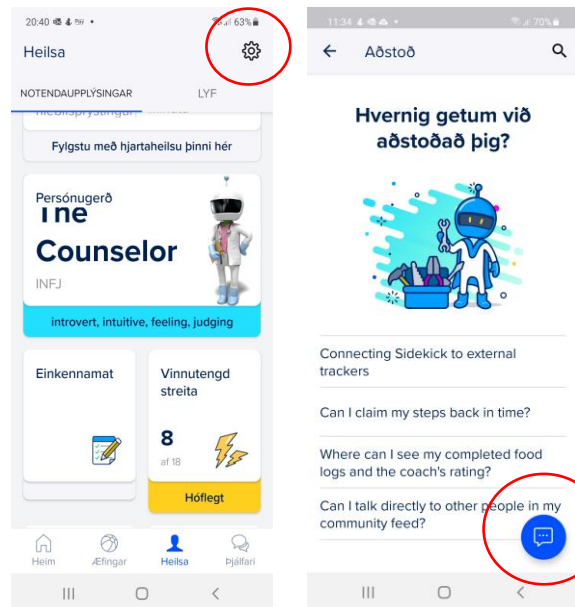 20:40
63%
Heilsa
NOTENDAUPPLÝSINGAR
LYF
Fylgstu með hjartaheilsu þinni hér
Persónugerð
The
Counselor
INFJ
introvert, intuitive, feeling, judging
Einkennamat
Vinnutengd
streita
8
af 18
Hóflegt
Heim
Æfingar
Heilsa
Þjálfari
11:34
70%
Aðstoð
Hvernig getum við
aðstoðað þig?
Connecting Sidekick to external
trackers
Can I claim my steps back in time?
Where can I see my completed food
logs and the coach's rating?
Can I talk directly to other people in my
community feed?